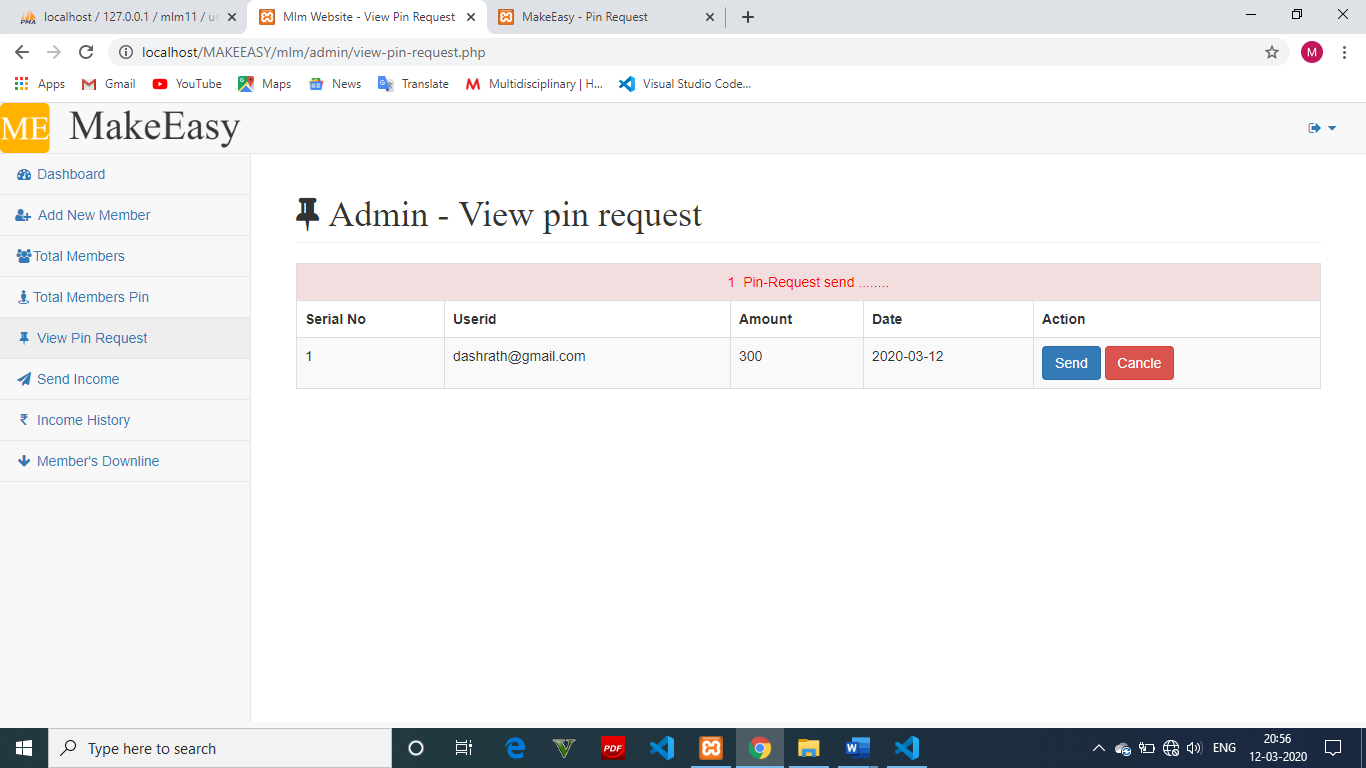 localhost / 127.0.0.1 / mlm11 / us
Mlm Website - View Pin Request
MakeEasy - Pin Request
localhost/MAKEEASY/mlm/admin/view-pin-request.php
M
Apps
Gmail
YouTube
Maps
News
Translate
Multidisciplinary | H...
Visual Studio Code...
ME MakeEasy
Dashboard
Add New Member
Total Members
Total Members Pin
View Pin Request
Send Income
Income History
Member's Downline
Admin - View pin request
1 Pin-Request send ........
Serial No Userid Amount Date Action
1 dashrath@gmail.com 300 2020-03-12 Send Cancle
Type here to search
PDF
ENG
20:56
12-03-2020